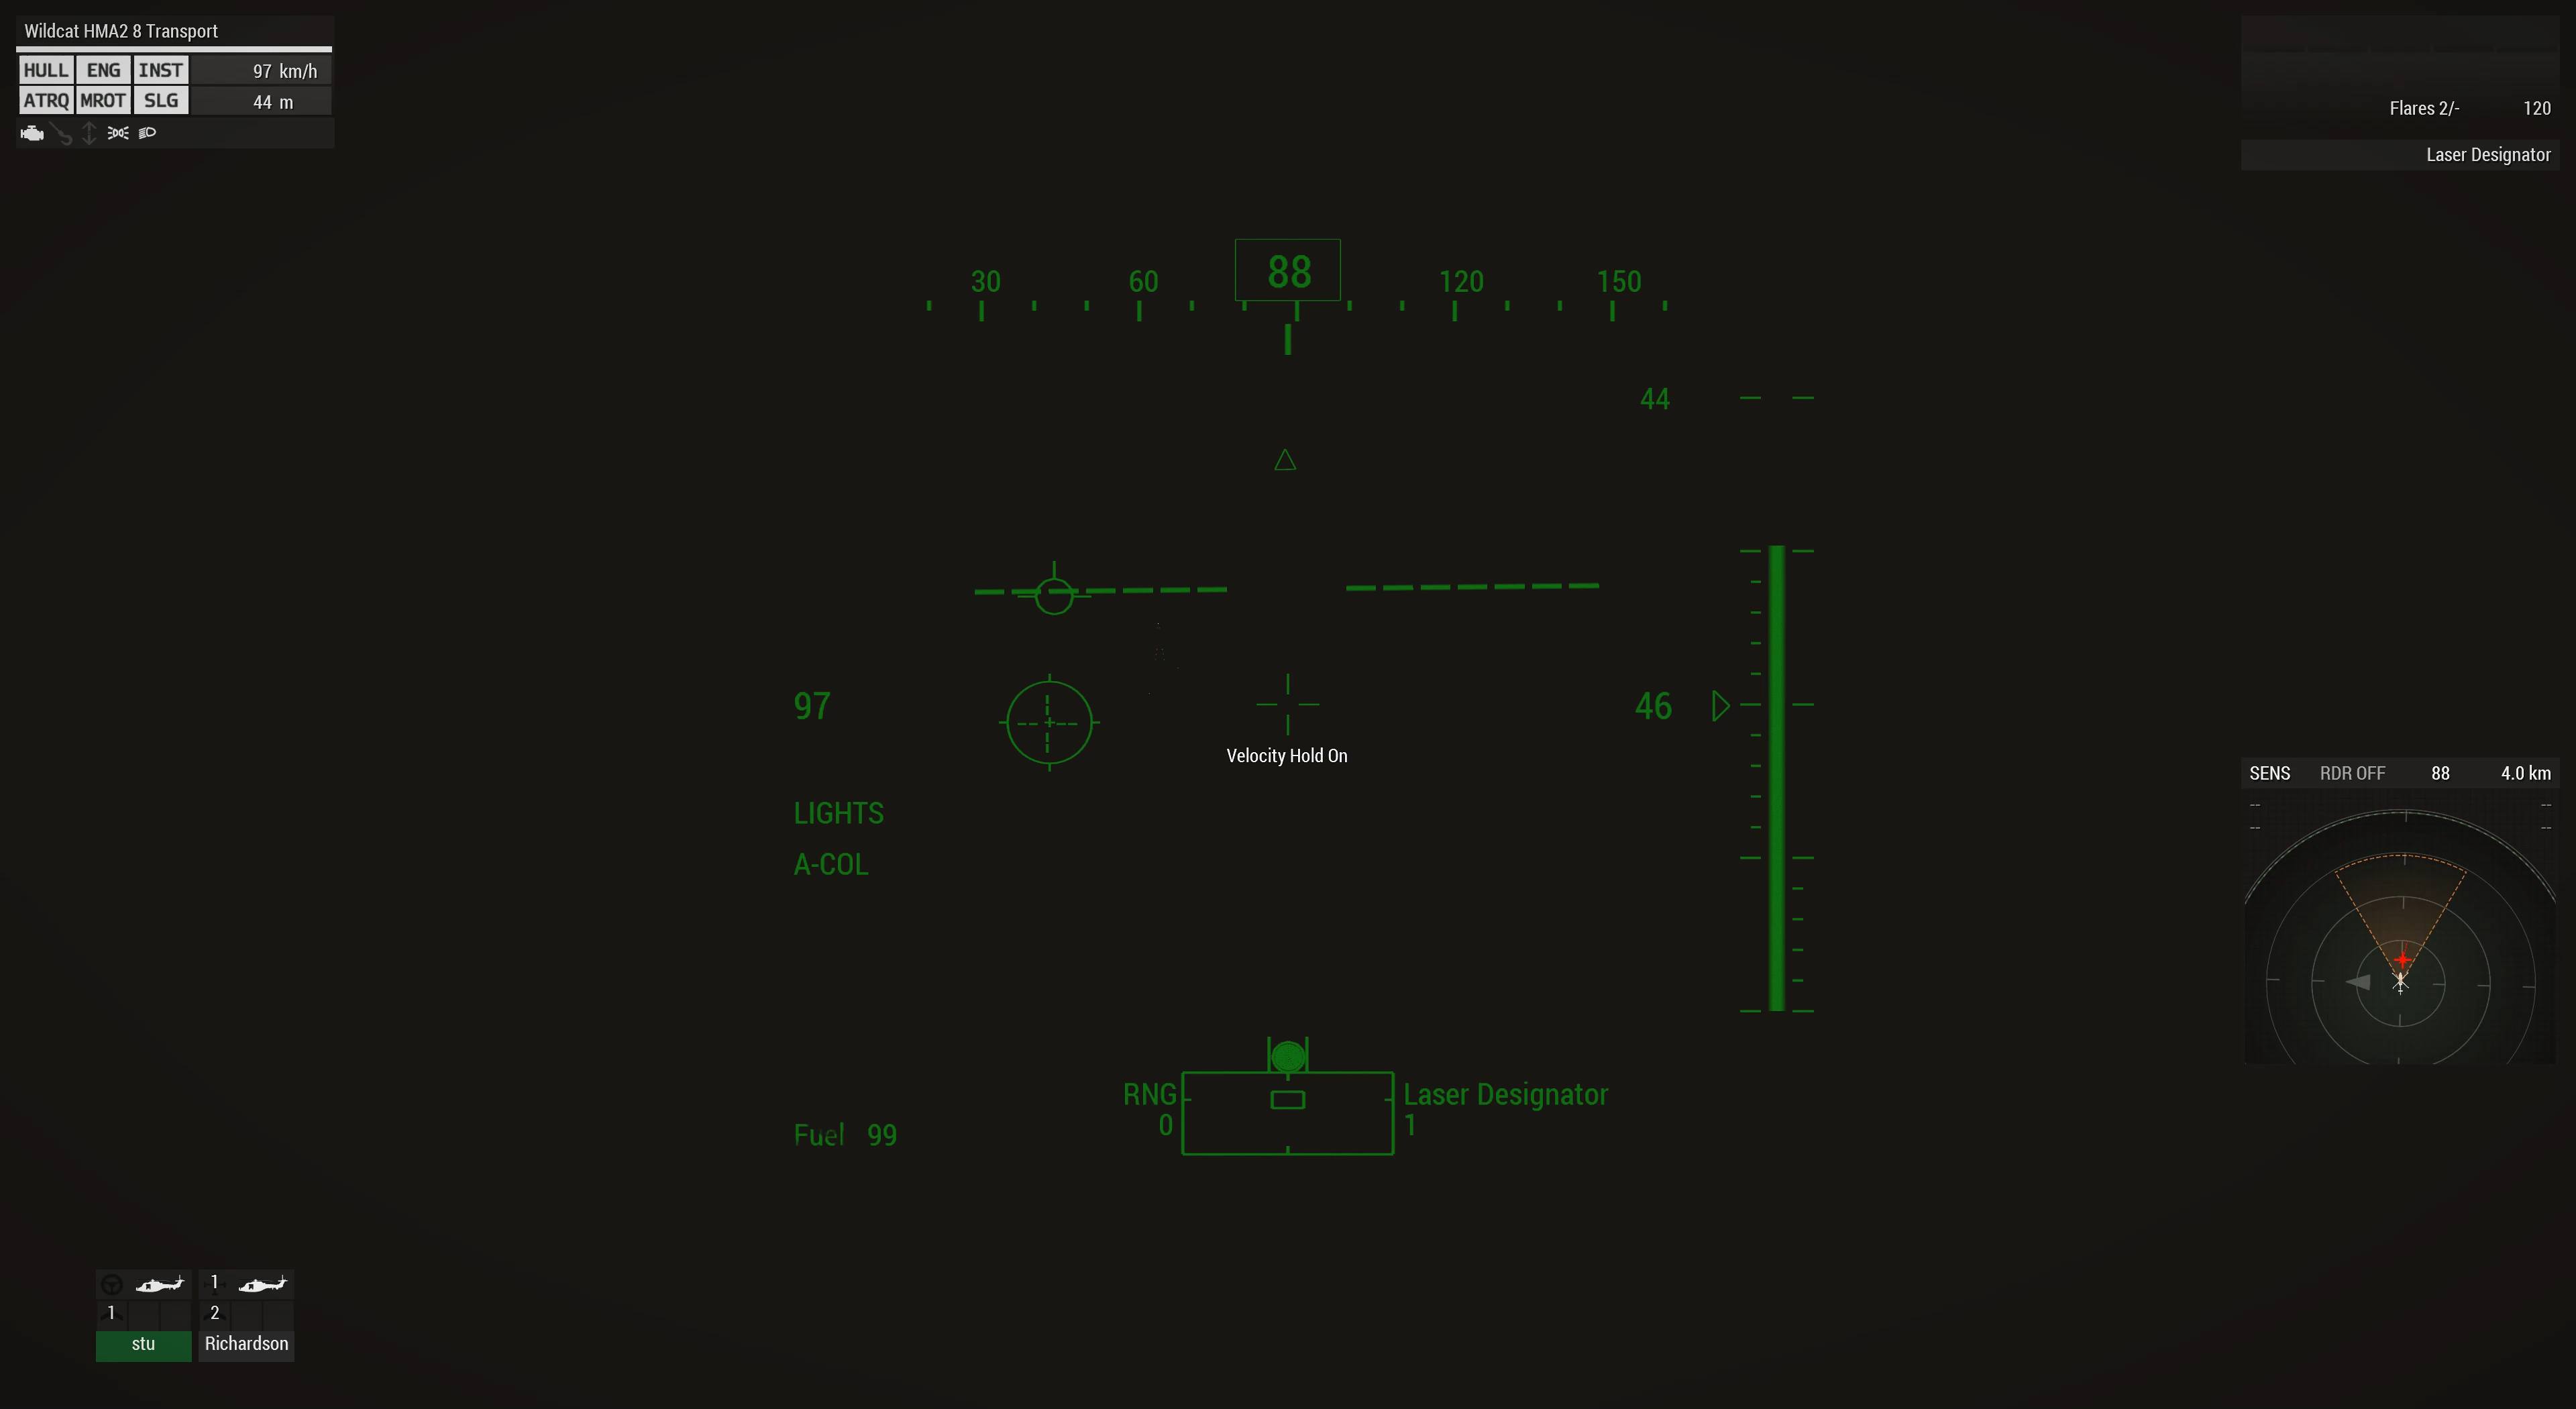 Wildcat HMA2 8 Transport
HULL ENG INST 97 km/h
ATRQ MROT SLG 44 m
Flares 2/- 120
Laser Designator
30 60 88 120 150
44
97
46
Velocity Hold On
LIGHTS
A-COL
SENS RDR OFF 88 4.0 km
-- --
-- --
RNG
0
Laser Designator
1
Fuel 99
1
1 2
stu Richardson